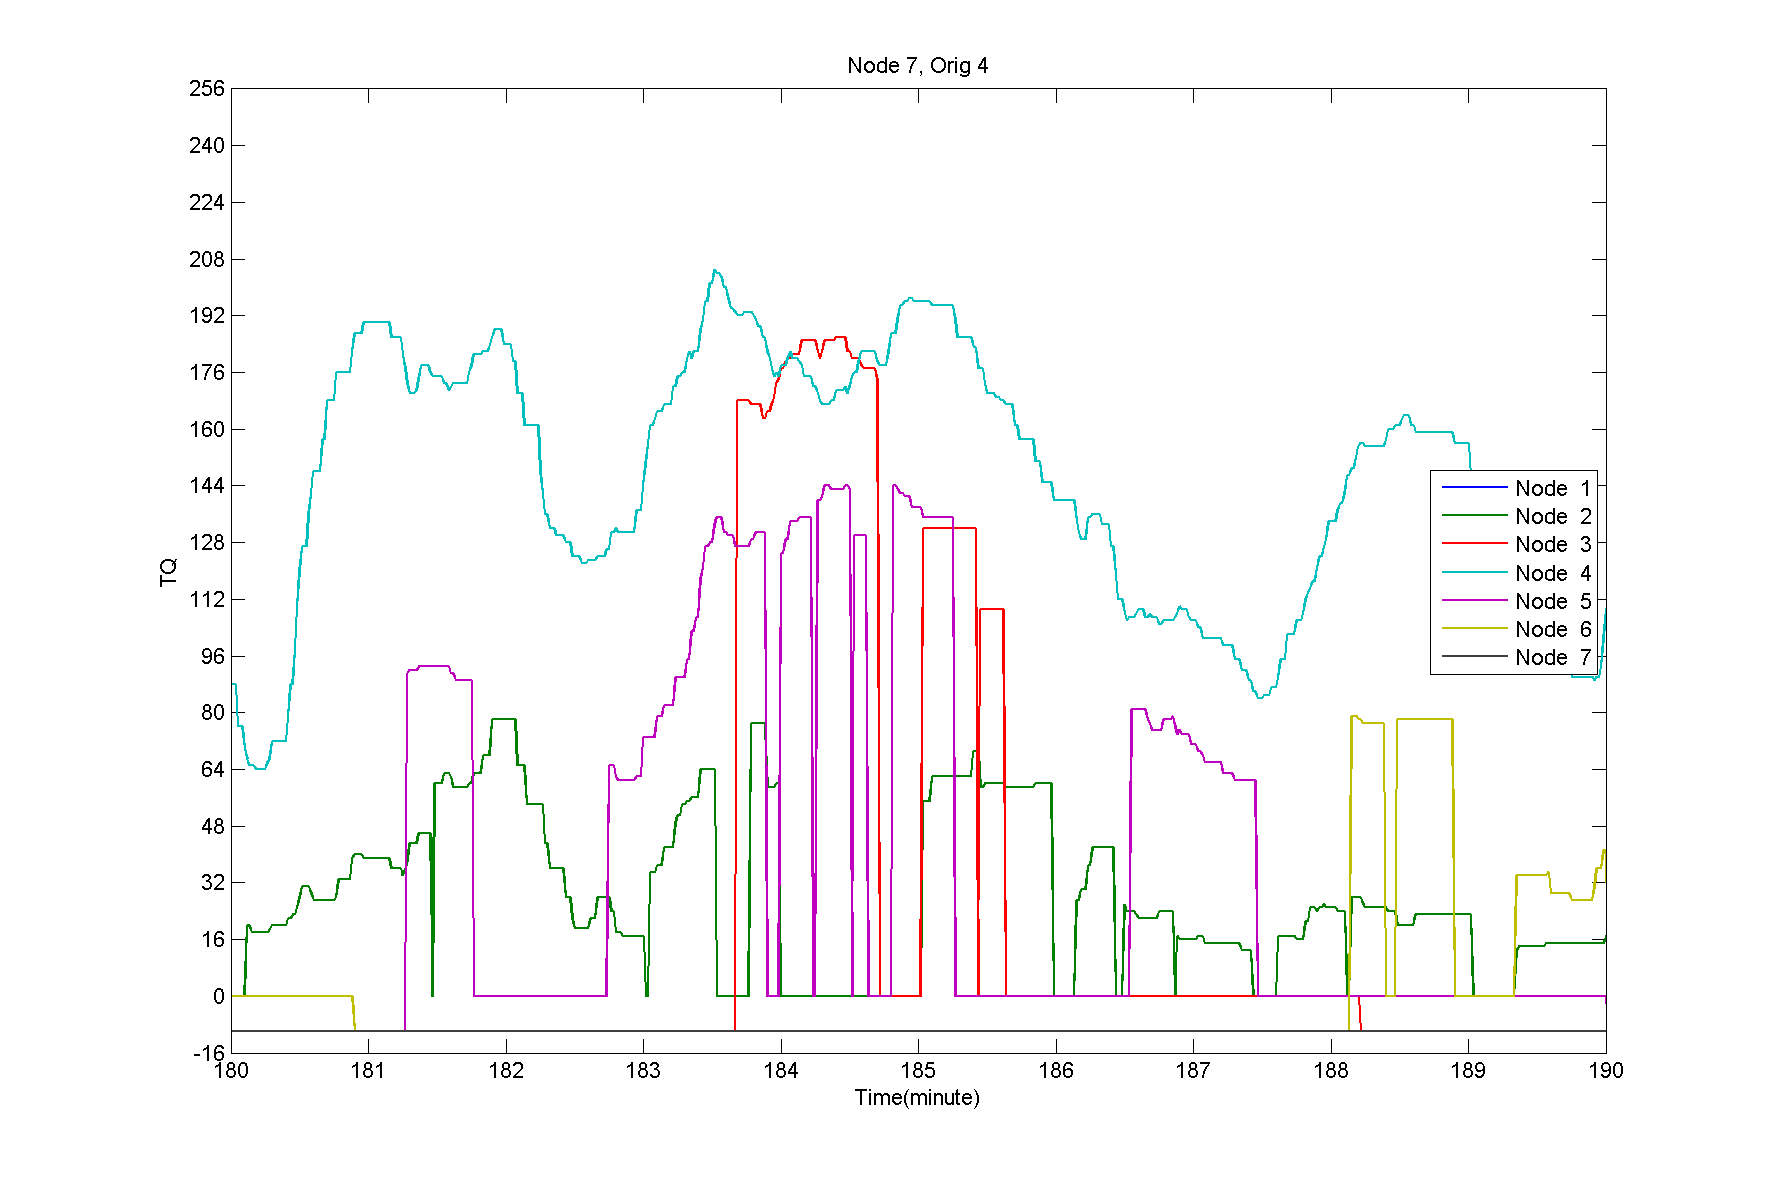 Node 7, Orig 4
256
240
224
208
192
176
160
144
128
112
96
80
64
48
32
16
0
-16
TQ
Node 1
Node 2
Node 3
Node 4
Node 5
Node 6
Node 7
180 181 182 183 184 185 186 187 188 189 190
Time(minute)